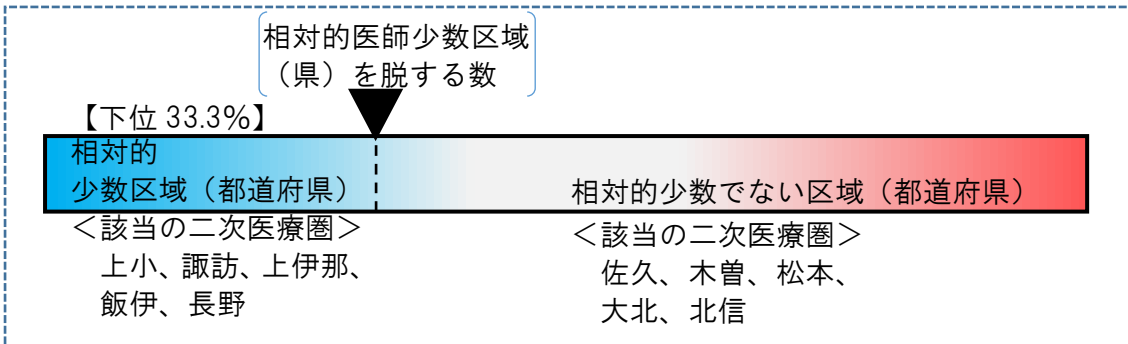 相対的医師少数区域
（県）を脱する数
【下位 33.3％】
相対的
少数区域（都道府県）
相対的少数でない区域（都道府県）
＜該当の二次医療圏＞
上小、諏訪、上伊那、
飯伊、長野
＜該当の二次医療圏＞
佐久、木曽、松本、
大北、北信